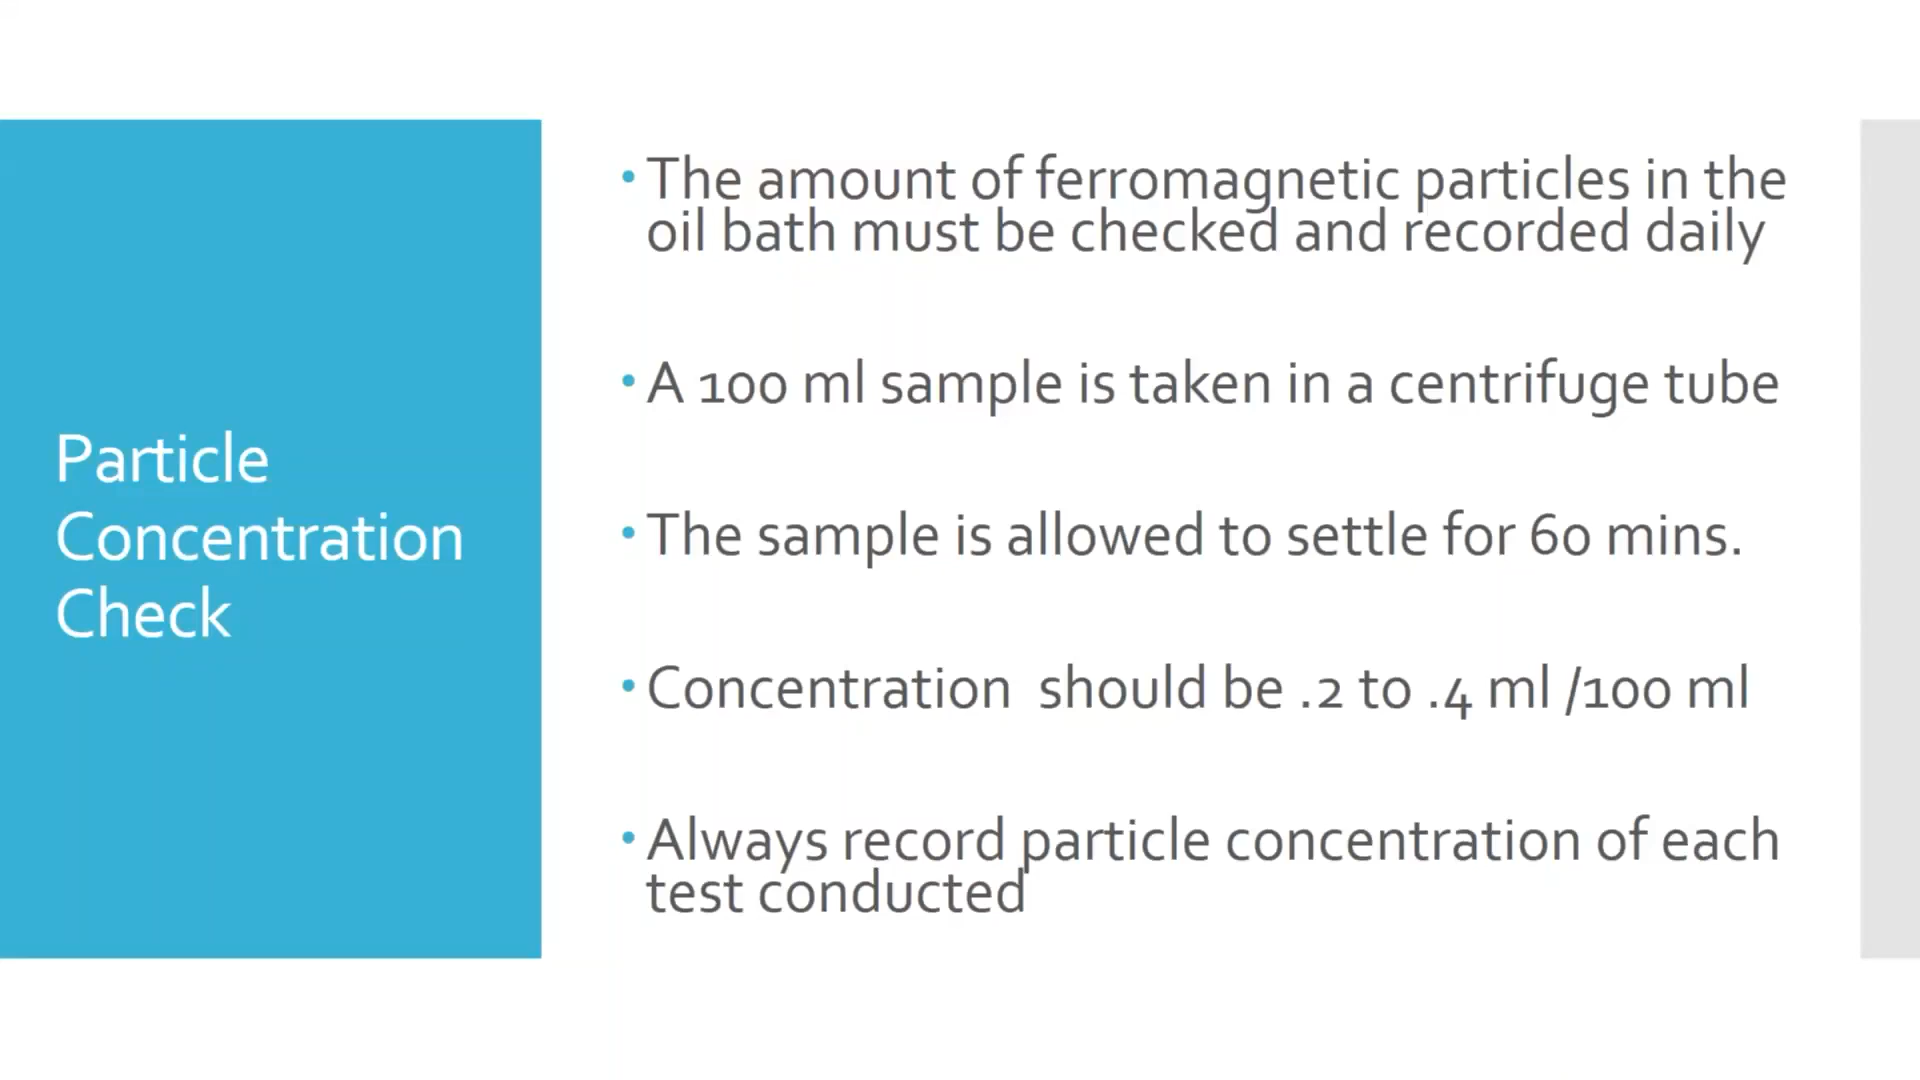 Particle
Concentration
Check
• The amount of ferromagnetic particles in the
oil bath must be checked and recorded daily
• A 100 ml sample is taken in a centrifuge tube
• The sample is allowed to settle for 60 mins.
• Concentration  should be .2 to .4 ml /100 ml
• Always record particle concentration of each
test conducted